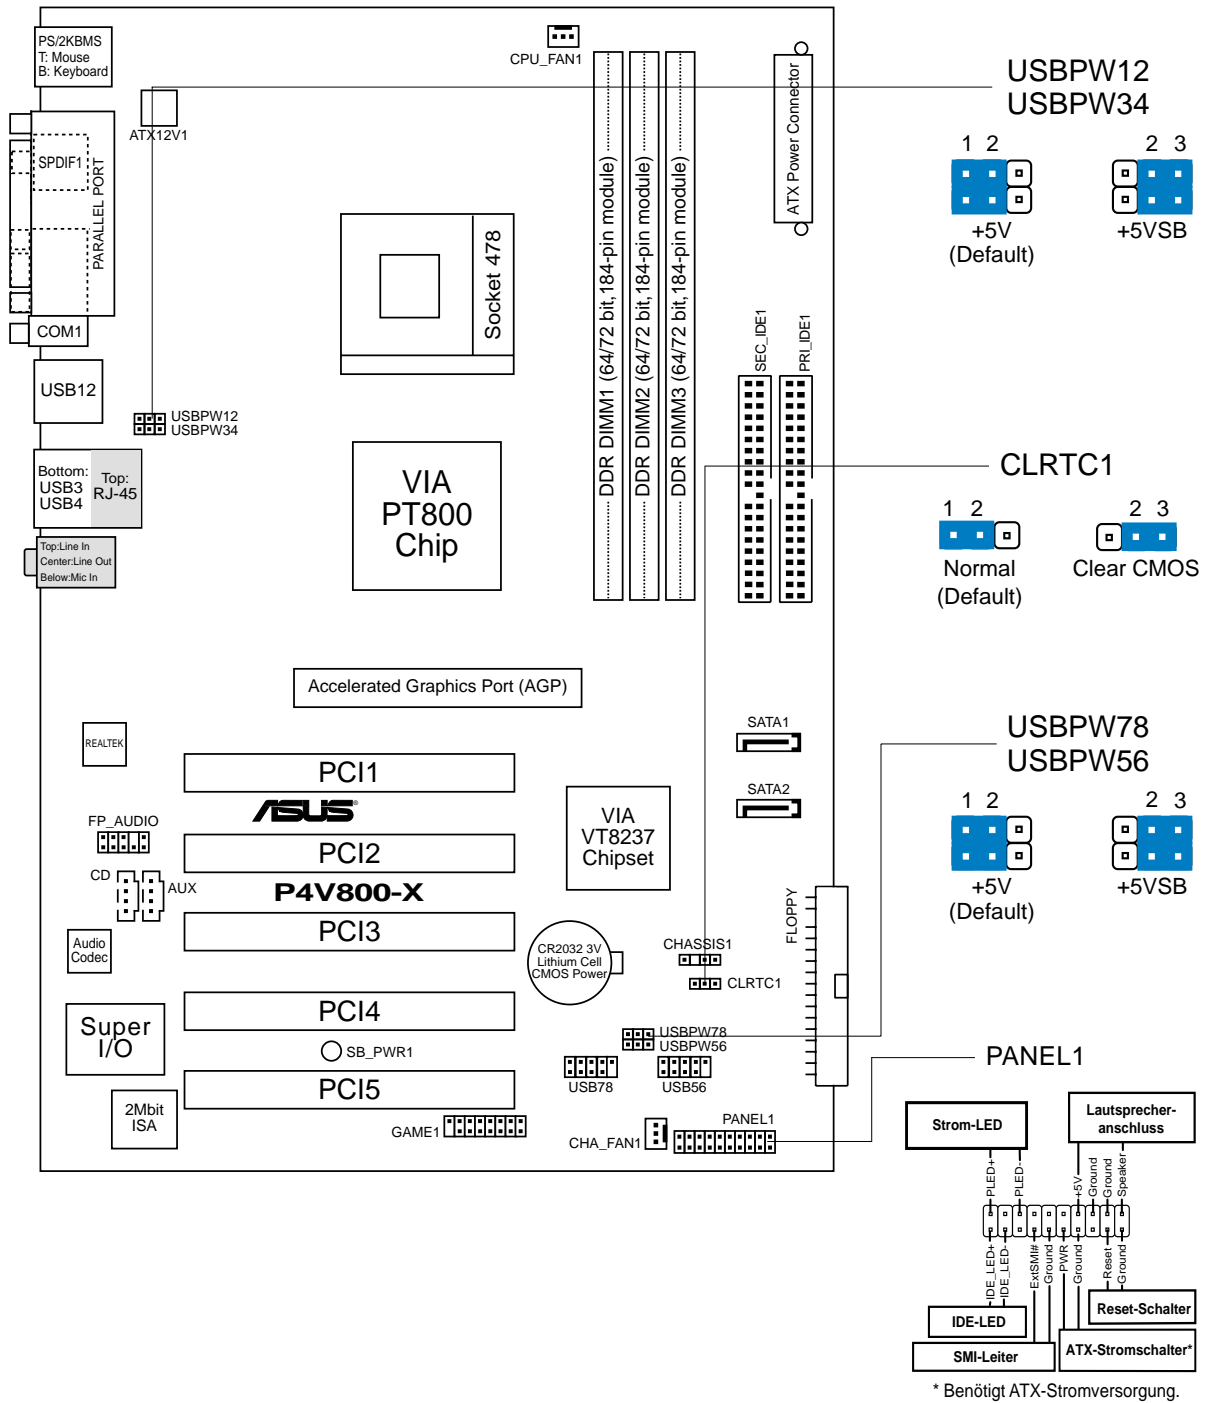 PS/2KBMS
T: Mouse
B: Keyboard
CPU_FAN1
ATX12V1
SPDIF1
PARALLEL PORT
COM1
USB12
USBPW12
USBPW34
Bottom:
USB3
USB4
Top:
RJ-45
Top:Line In
Center:Line Out
Below:Mic In
Socket 478
VIA
PT800
Chip
DDR DIMM1 (64/72 bit,184-pin module)
DDR DIMM2 (64/72 bit,184-pin module)
DDR DIMM3 (64/72 bit,184-pin module)
ATX Power Connector
SEC_IDE1
PRI_IDE1
Accelerated Graphics Port (AGP)
REALTEK
SATA1
SATA2
PCI1
ASUS®
PCI2
P4V800-X
PCI3
PCI4
PCI5
FP_AUDIO
CD
AUX
Audio
Codec
Super
I/O
SB_PWR1
2Mbit
ISA
GAME1
VIA
VT8237
Chipset
CR2032 3V
Lithium Cell
CMOS Power
CHASSIS1
CLRTC1
FLOPPY
USBPW78
USBPW56
USB78
USB56
CHA_FAN1
PANEL1
USBPW12
USBPW34
1 2
2 3
+5V
(Default)
+5VSB
CLRTC1
1 2
2 3
Normal
(Default)
Clear CMOS
USBPW78
USBPW56
1 2
2 3
+5V
(Default)
+5VSB
PANEL1
Strom-LED
Lautsprecher-
anschluss
PLED+
PLED-
+5V
Ground
Ground
Speaker
IDE_LED+
IDE_LED-
ExtSMI#
Ground
PWR
Ground
Reset
Ground
IDE-LED
Reset-Schalter
SMI-Leiter
ATX-Stromschalter*
* Benötigt ATX-Stromversorgung.